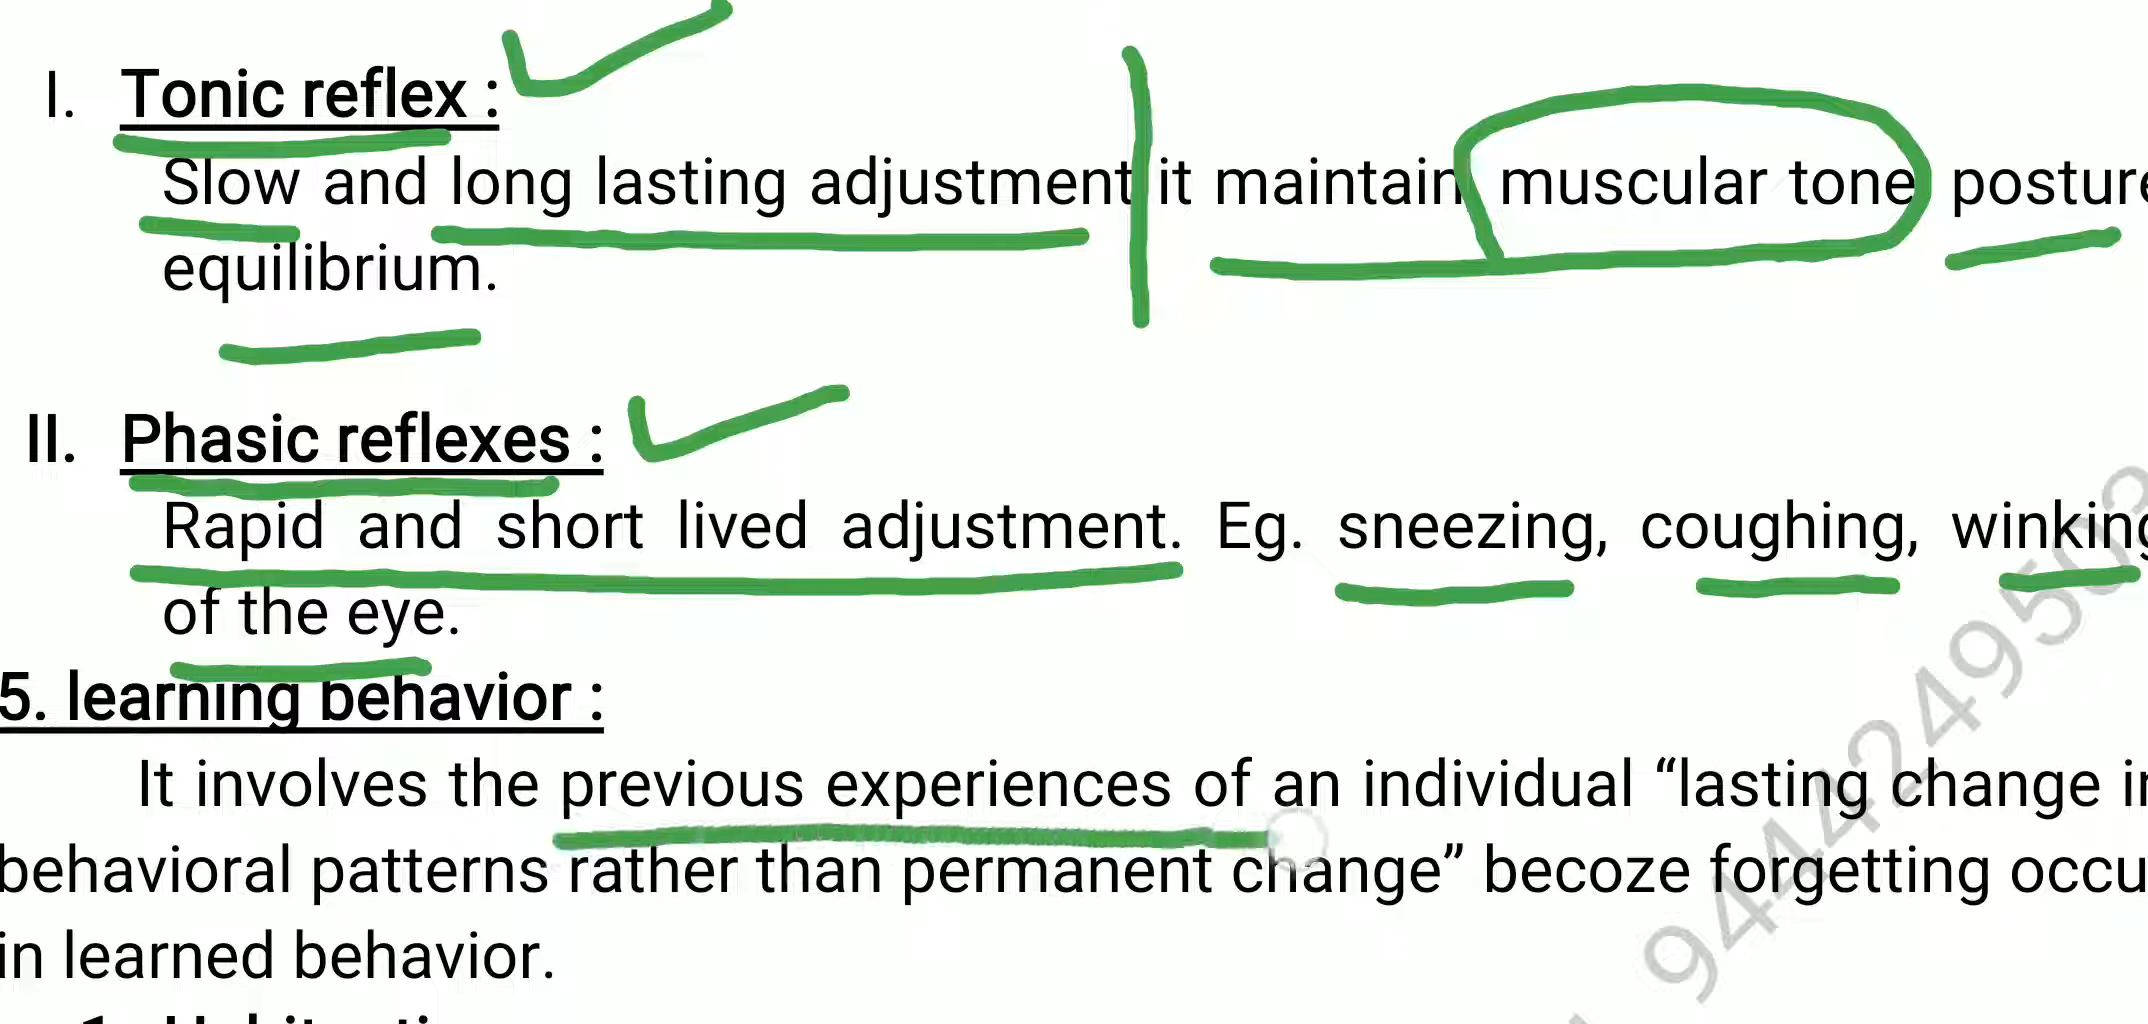 I. Tonic reflex :
Slow and long lasting adjustment it maintain muscular tone posture
equilibrium.
II. Phasic reflexes :
Rapid and short lived adjustment. Eg. sneezing, coughing, winking
of the eye.
5. learning behavior :
It involves the previous experiences of an individual “lasting change in
behavioral patterns rather than permanent change” becoze forgetting occu
in learned behavior.